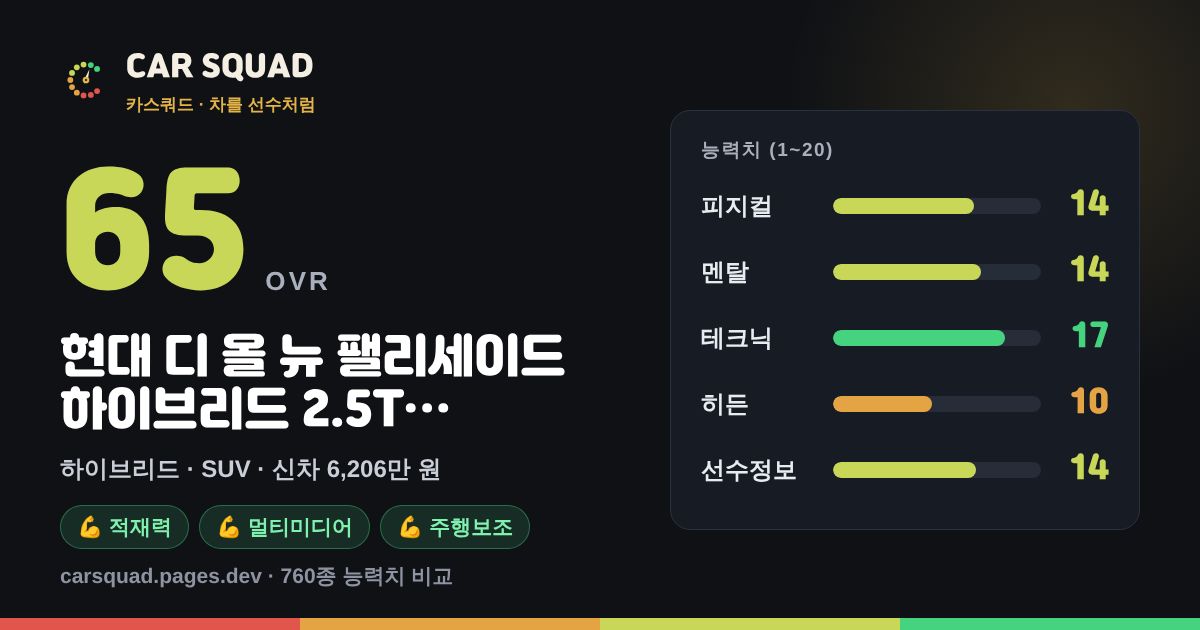 CAR SQUAD
카스쿼드 · 차를 선수처럼
65 OVR
현대 디 올 뉴 팰리세이드
하이브리드 2.5T…
하이브리드 · SUV · 신차 6,206만 원
💪 적재력 💪 멀티미디어 💪 주행보조
carsquad.pages.dev · 760종 능력치 비교
능력치 (1~20)
피지컬 14
멘탈 14
테크닉 17
히든 10
선수정보 14